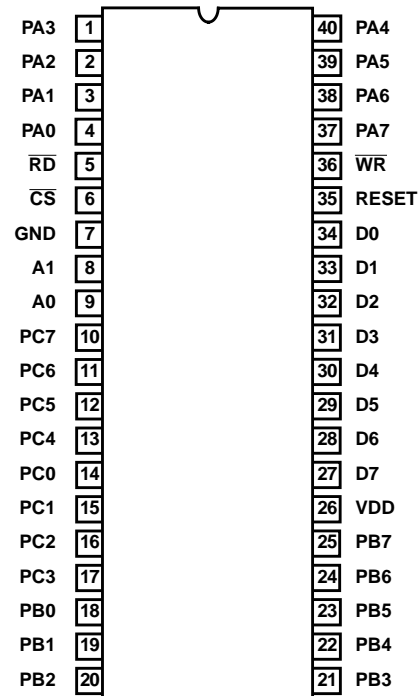 PA3 1 40 PA4
PA2 2 39 PA5
PA1 3 38 PA6
PA0 4 37 PA7
R̅D̅ 5 36 W̅R̅
C̅S̅ 6 35 RESET
GND 7 34 D0
A1 8 33 D1
A0 9 32 D2
PC7 10 31 D3
PC6 11 30 D4
PC5 12 29 D5
PC4 13 28 D6
PC0 14 27 D7
PC1 15 26 VDD
PC2 16 25 PB7
PC3 17 24 PB6
PB0 18 23 PB5
PB1 19 22 PB4
PB2 20 21 PB3